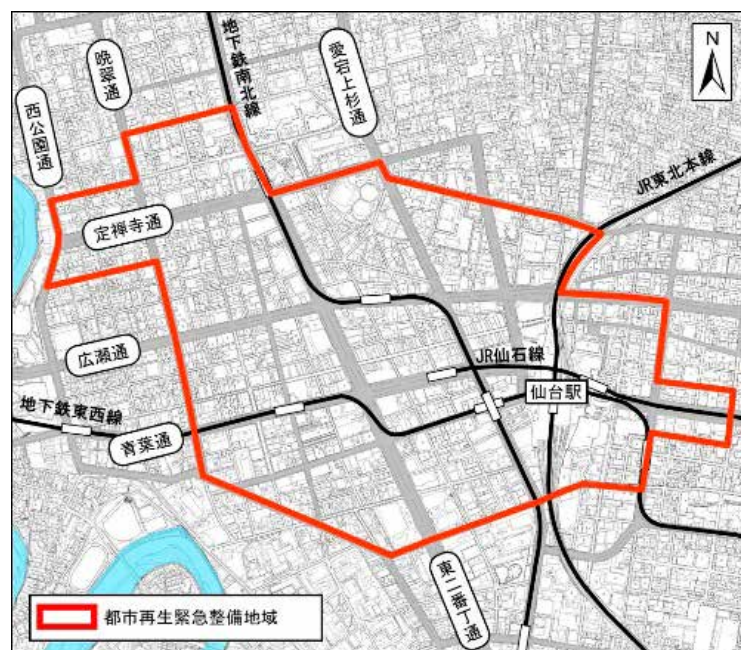 地下鉄南北線
愛宕上杉通
N
晩翠通
西公園通
JR東北本線
定禅寺通
広瀬通
JR仙石線
仙台駅
地下鉄東西線
青葉通
東二番丁通
都市再生緊急整備地域